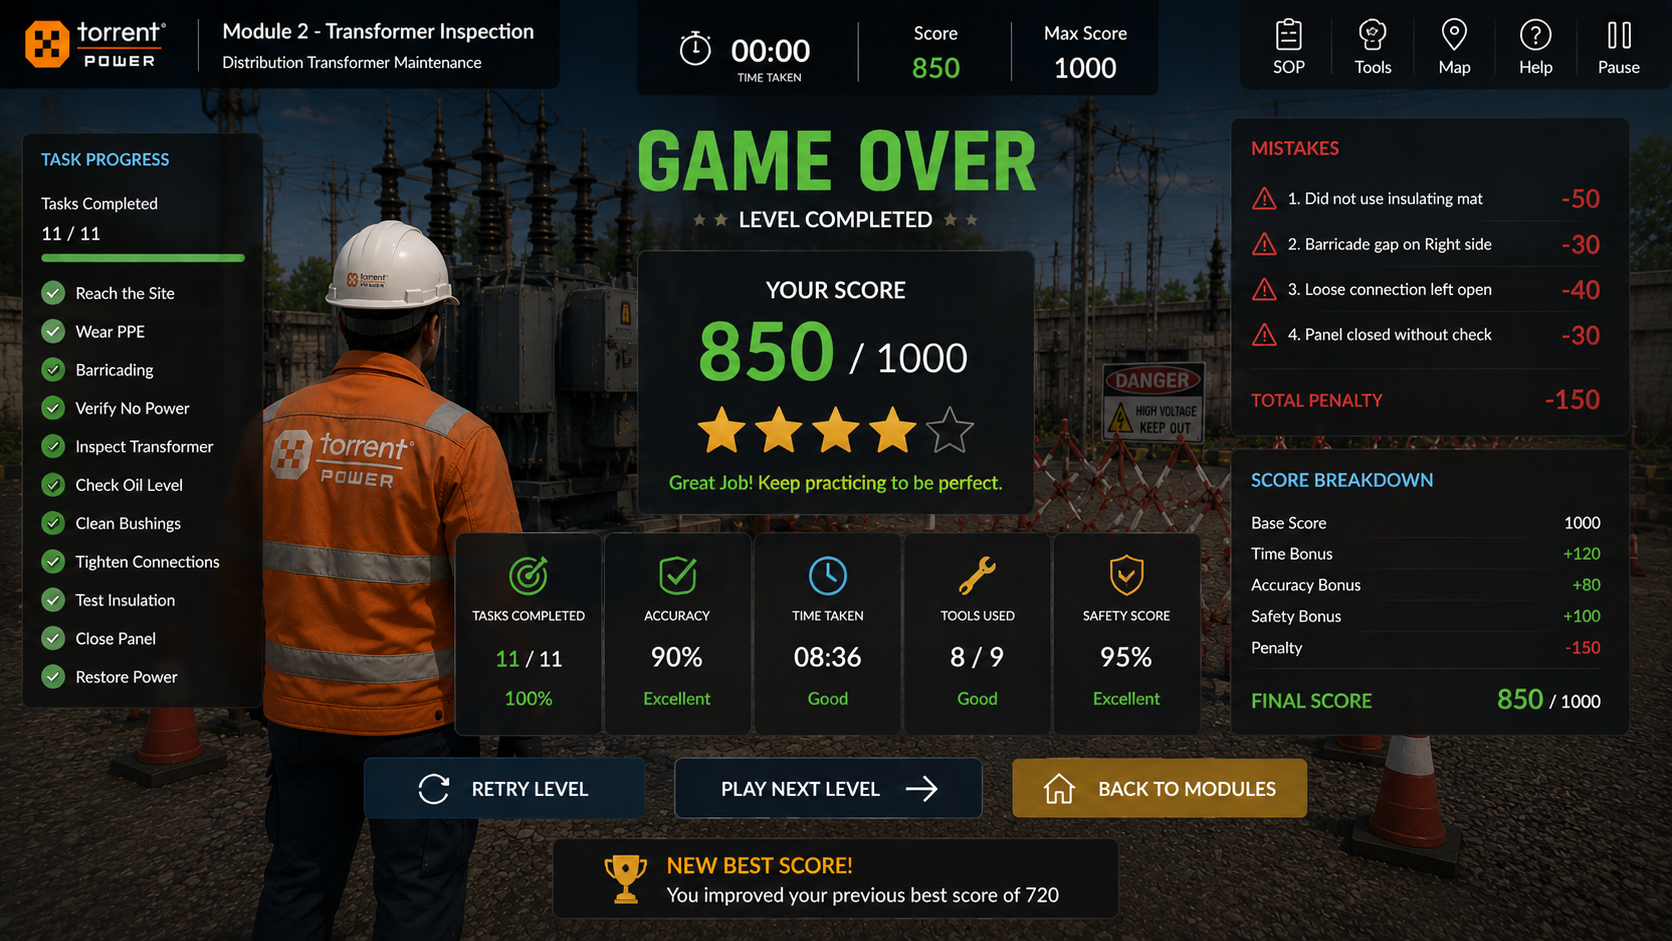 torrent
POWER
Module 2 - Transformer Inspection
Distribution Transformer Maintenance
00:00
TIME TAKEN
Score
850
Max Score
1000
SOP
Tools
Map
Help
Pause
TASK PROGRESS
Tasks Completed
11 / 11
Reach the Site
Wear PPE
Barricading
Verify No Power
Inspect Transformer
Check Oil Level
Clean Bushings
Tighten Connections
Test Insulation
Close Panel
Restore Power
torrent
torrent
POWER
GAME OVER
LEVEL COMPLETED
YOUR SCORE
850 / 1000
Great Job! Keep practicing to be perfect.
DANGER
HIGH VOLTAGE
KEEP OUT
TASKS COMPLETED
11 / 11
100%
ACCURACY
90%
Excellent
TIME TAKEN
08:36
Good
TOOLS USED
8 / 9
Good
SAFETY SCORE
95%
Excellent
MISTAKES
1. Did not use insulating mat -50
2. Barricade gap on Right side -30
3. Loose connection left open -40
4. Panel closed without check -30
TOTAL PENALTY -150
SCORE BREAKDOWN
Base Score 1000
Time Bonus +120
Accuracy Bonus +80
Safety Bonus +100
Penalty -150
FINAL SCORE 850 / 1000
RETRY LEVEL
PLAY NEXT LEVEL
BACK TO MODULES
NEW BEST SCORE!
You improved your previous best score of 720